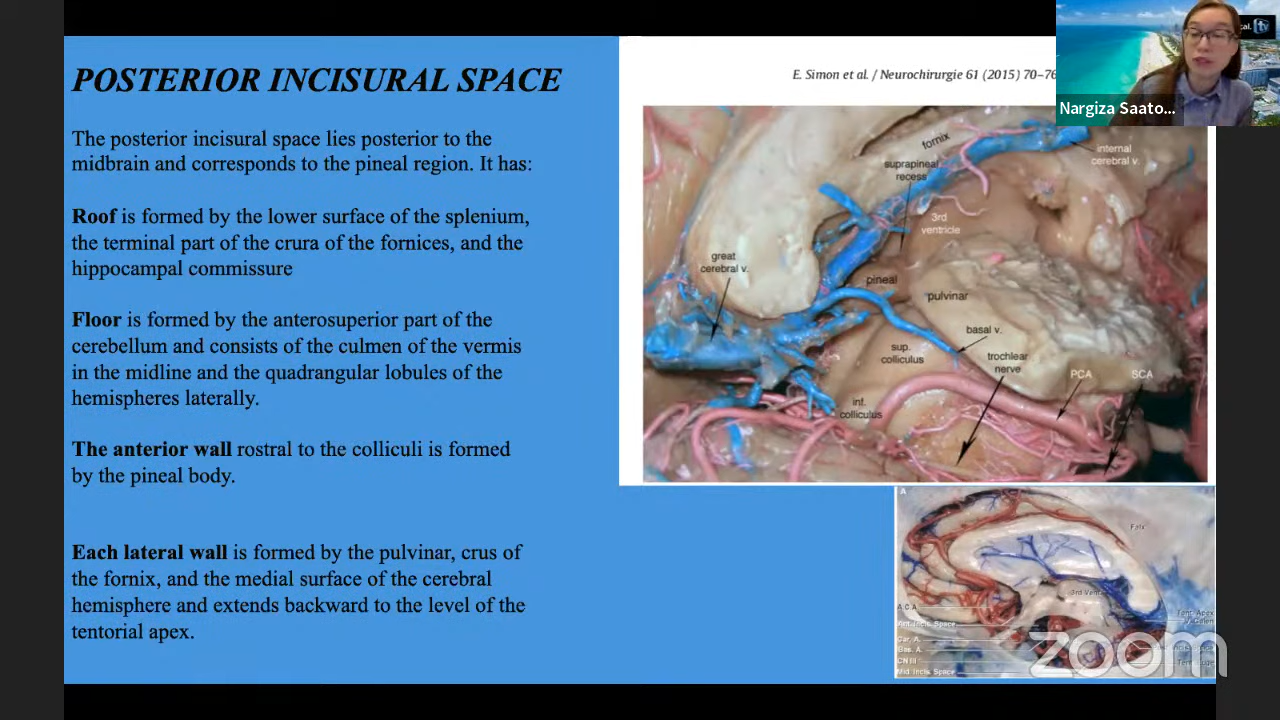 POSTERIOR INCISURAL SPACE
The posterior incisural space lies posterior to the
midbrain and corresponds to the pineal region. It has:
Roof is formed by the lower surface of the splenium,
the terminal part of the crura of the fornices, and the
hippocampal commissure
Floor is formed by the anterosuperior part of the
cerebellum and consists of the culmen of the vermis
in the midline and the quadrangular lobules of the
hemispheres laterally.
The anterior wall rostral to the colliculi is formed
by the pineal body.
Each lateral wall is formed by the pulvinar, crus of
the fornix, and the medial surface of the cerebral
hemisphere and extends backward to the level of the
tentorial apex.
E. Simon et al. / Neurochirurgie 61 (2015) 70–76
Nargiza Saato...
fornix
internal
cerebral v.
suprapineal
recess
3rd
ventricle
great
cerebral v.
pineal
pulvinar
basal v.
sup.
colliculus
trochlear
nerve
PCA
SCA
inf.
colliculus
A
Falx
3rd Vent.
A.C.A.
Ant. Incis. Space
Car. A.
Bas. A.
CN III
Mid. Incis. Space
Tent. Apex
V. Galen
Tent. Edge
zoom